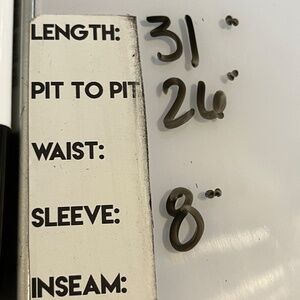 LENGTH: 31"
PIT TO PIT 26"
WAIST:
SLEEVE: 8"
INSEAM: